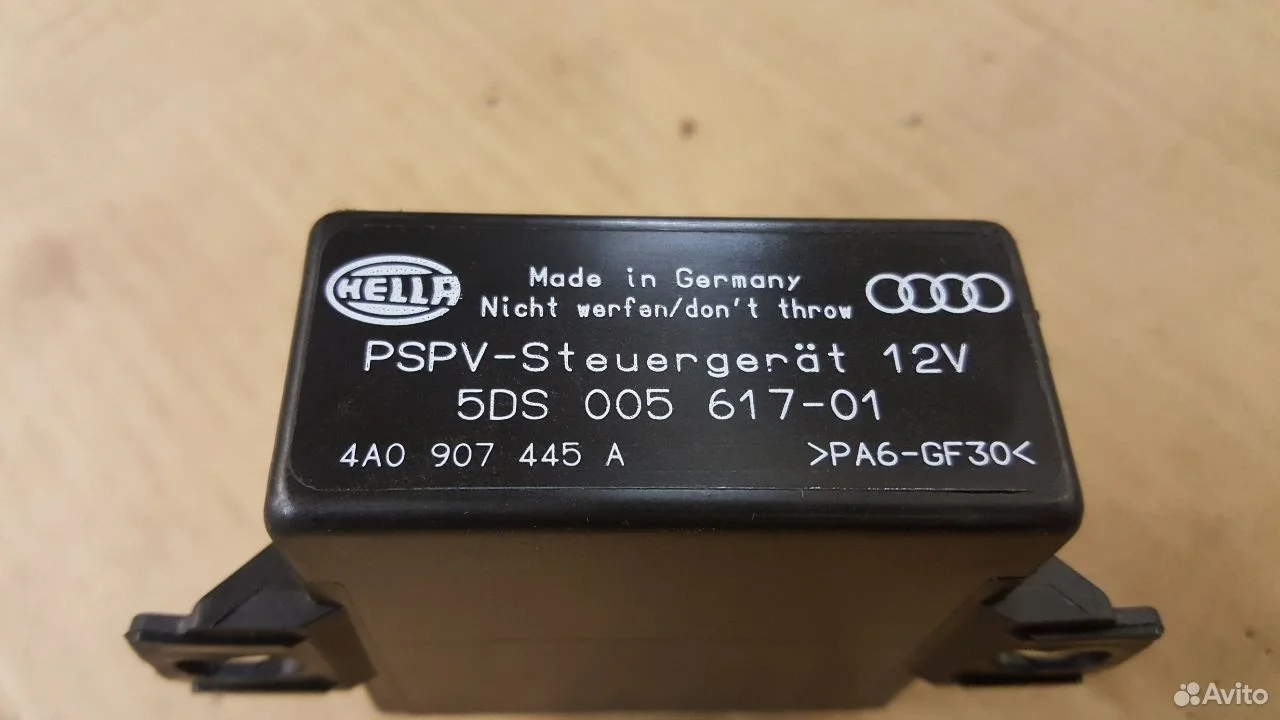 HELLA
Made in Germany
Nicht werfen/don't throw
PSPV-Steuergerät 12V
5DS 005 617-01
4A0 907 445 A >PA6-GF30<
Avito